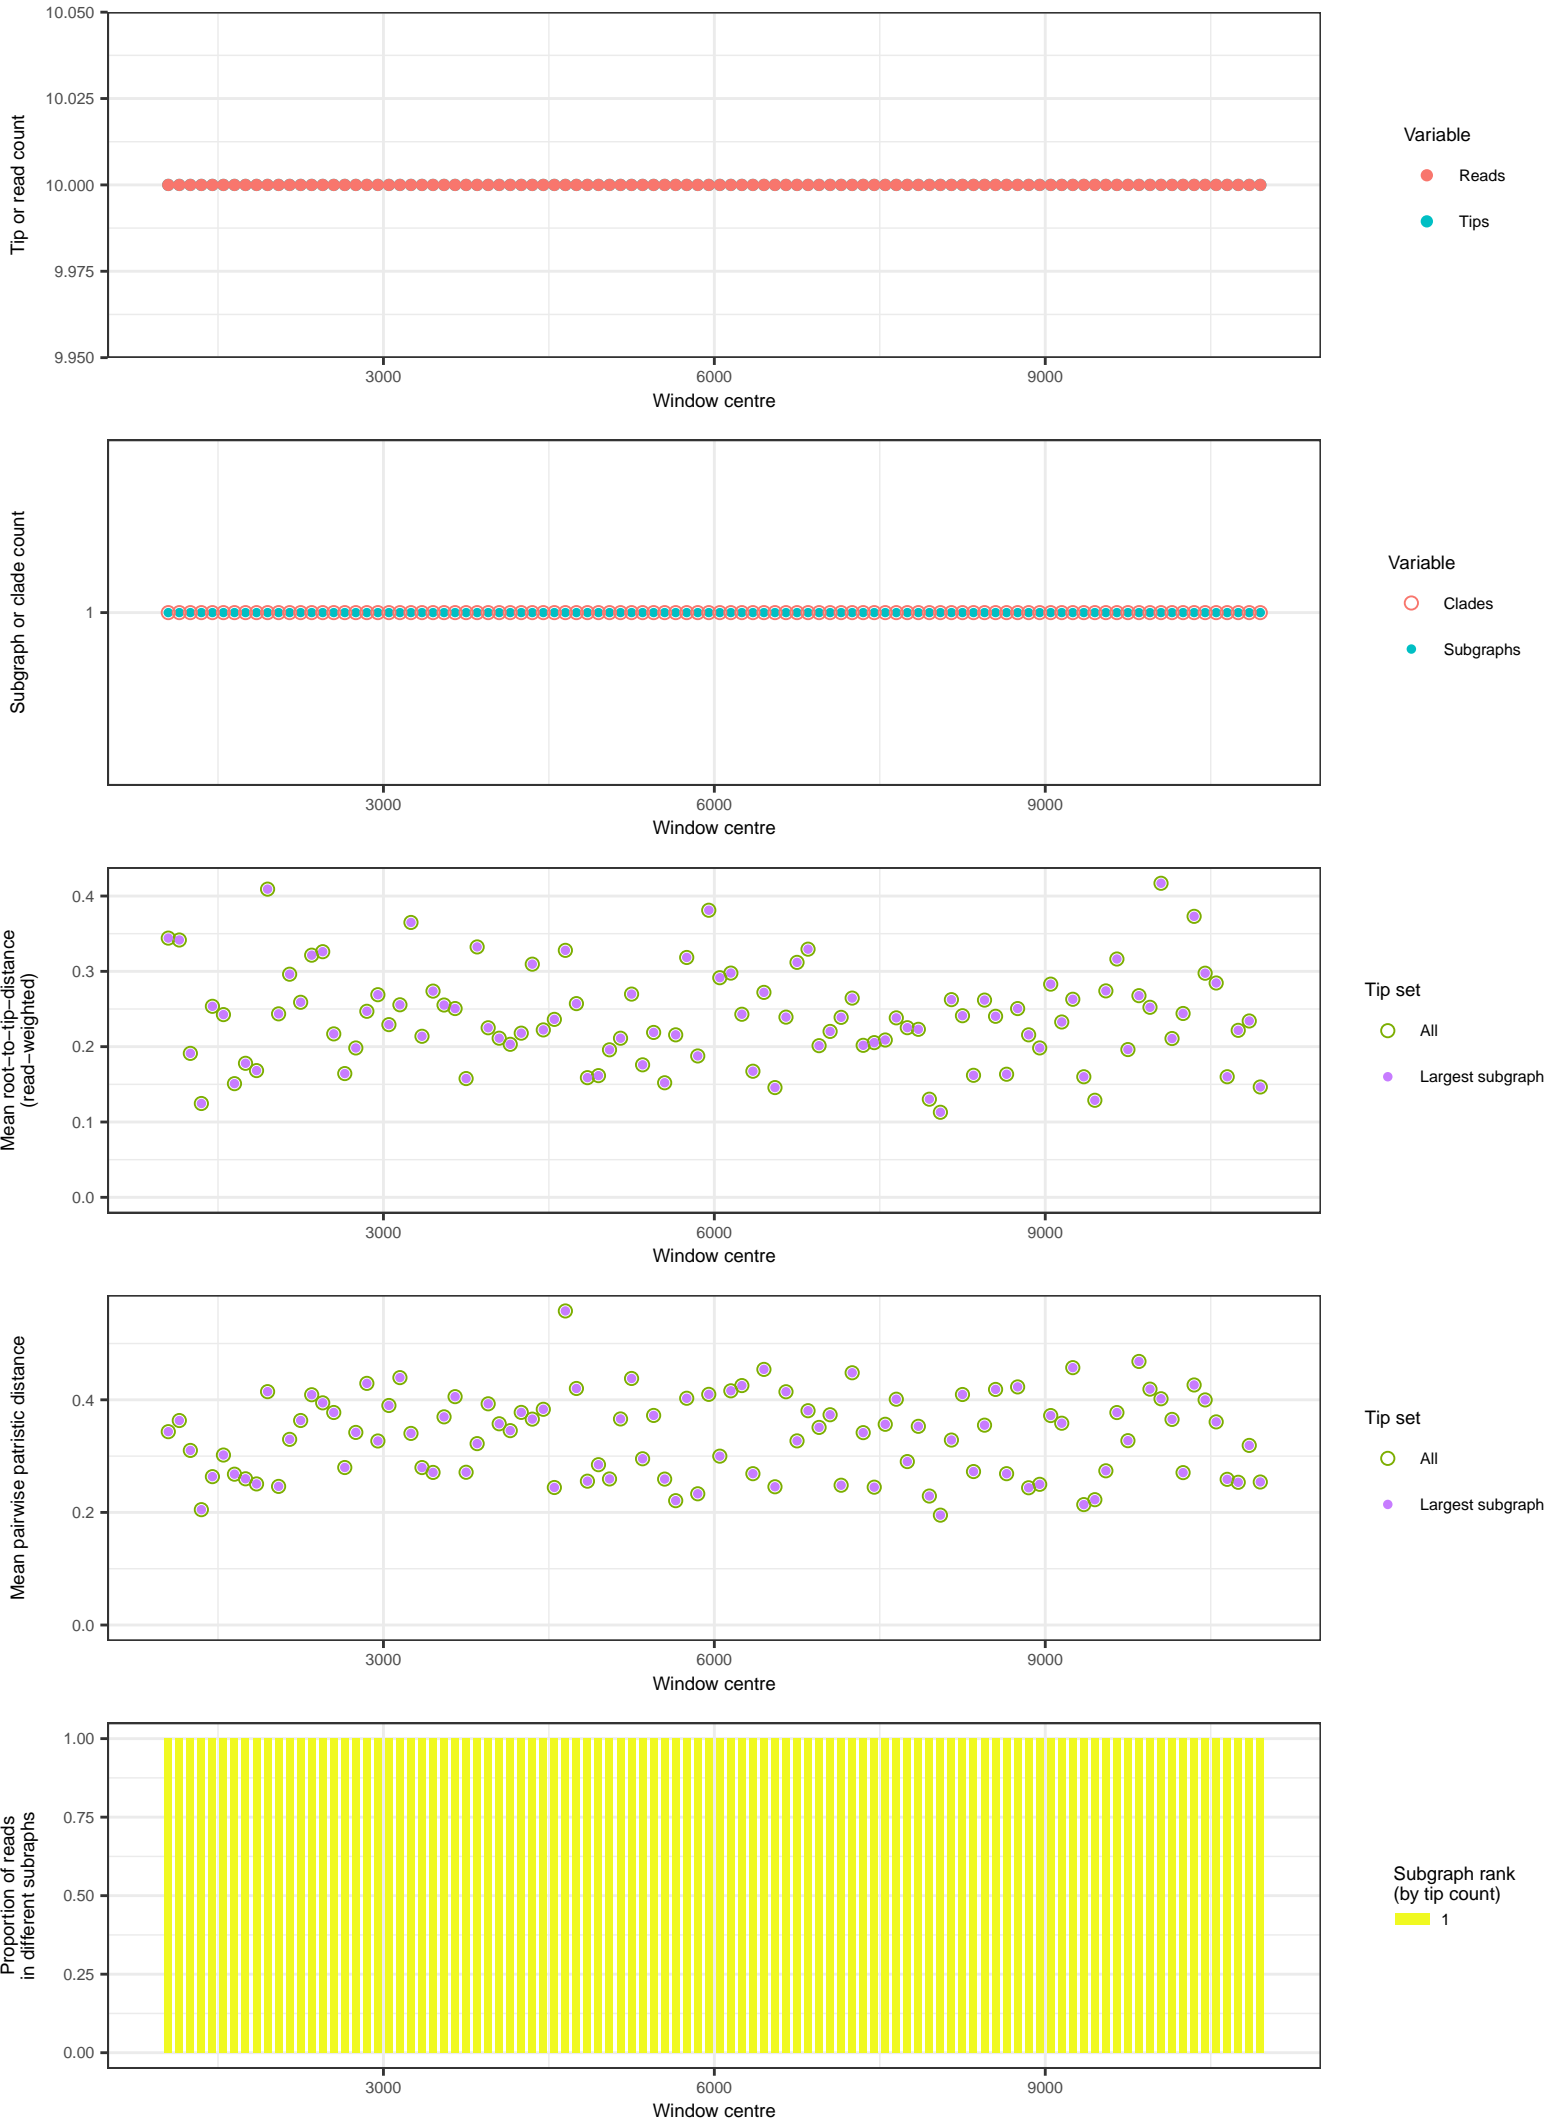 10.050
10.025
10.000
9.975
9.950
Tip or read count
3000 6000 9000
Window centre
Variable
Reads
Tips
1
Subgraph or clade count
3000 6000 9000
Window centre
Variable
Clades
Subgraphs
0.4
0.3
0.2
0.1
0.0
Mean root−to−tip−distance
(read−weighted)
3000 6000 9000
Window centre
Tip set
All
Largest subgraph
0.4
0.2
0.0
Mean pairwise patristic distance
3000 6000 9000
Window centre
Tip set
All
Largest subgraph
1.00
0.75
0.50
0.25
0.00
Proportion of reads
in different subraphs
3000 6000 9000
Window centre
Subgraph rank
(by tip count)
1